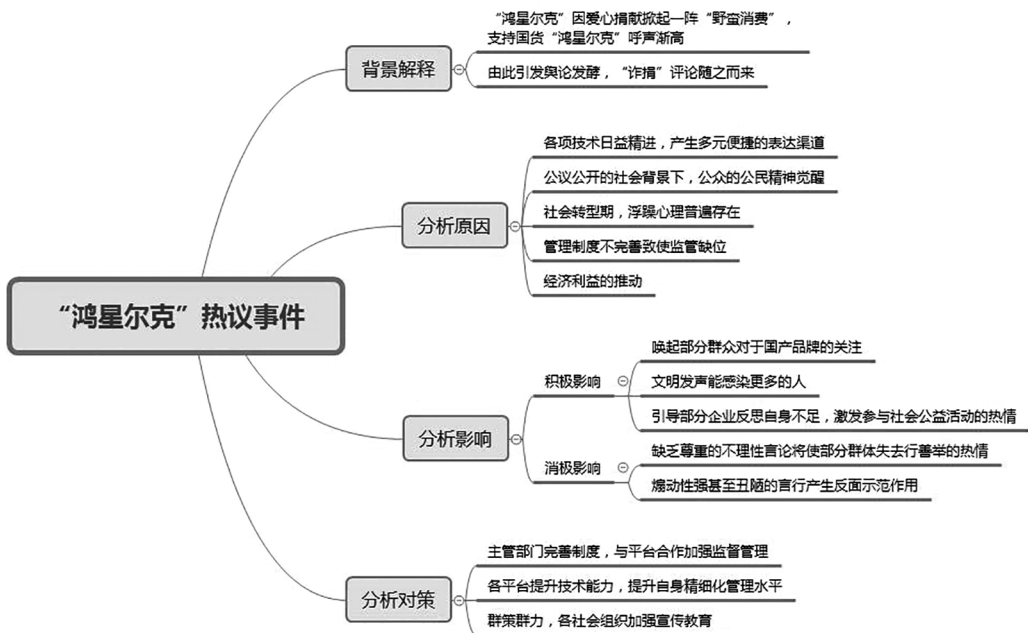 “鸿星尔克”因爱心捐献掀起一阵“野蛮消费”，
支持国货“鸿星尔克”呼声渐高
背景解释
由此引发舆论发酵，“诈捐”评论随之而来
各项技术日益精进，产生多元便捷的表达渠道
公议公开的社会背景下，公众的公民精神觉醒
分析原因
社会转型期，浮躁心理普遍存在
管理制度不完善致使监管缺位
经济利益的推动
“鸿星尔克”热议事件
唤起部分群众对于国产品牌的关注
积极影响
文明发声能感染更多的人
引导部分企业反思自身不足，激发参与社会公益活动的热情
分析影响
缺乏尊重的不理性言论将使部分群体失去行善举的热情
消极影响
煽动性强甚至丑陋的言行产生反面示范作用
主管部门完善制度，与平台合作加强监督管理
分析对策
各平台提升技术能力，提升自身精细化管理水平
群策群力，各社会组织加强宣传教育